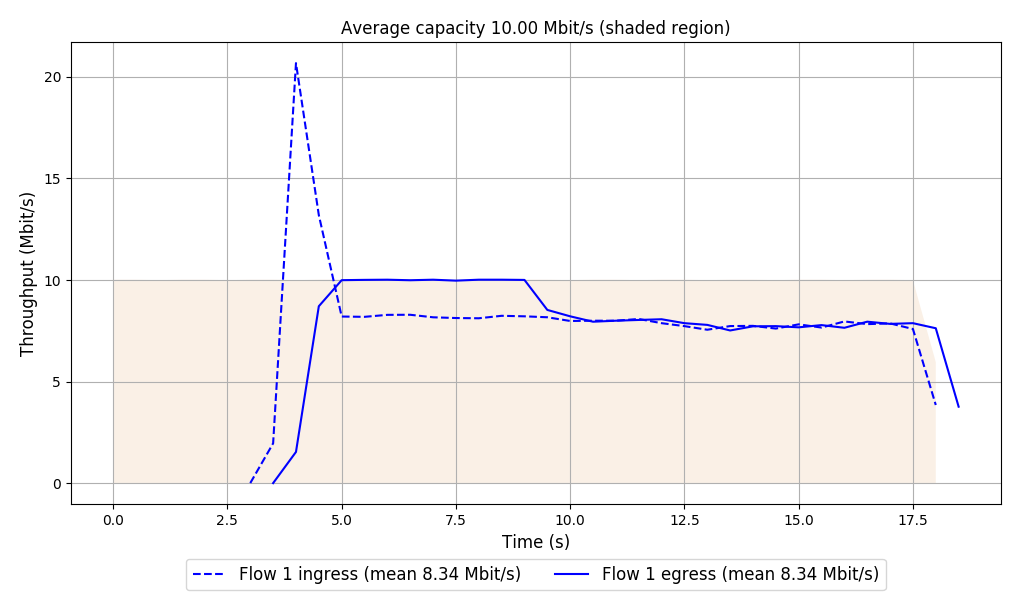 Average capacity 10.00 Mbit/s (shaded region)
Throughput (Mbit/s)
20
15
10
5
0
0.0 2.5 5.0 7.5 10.0 12.5 15.0 17.5
Time (s)
Flow 1 ingress (mean 8.34 Mbit/s) Flow 1 egress (mean 8.34 Mbit/s)